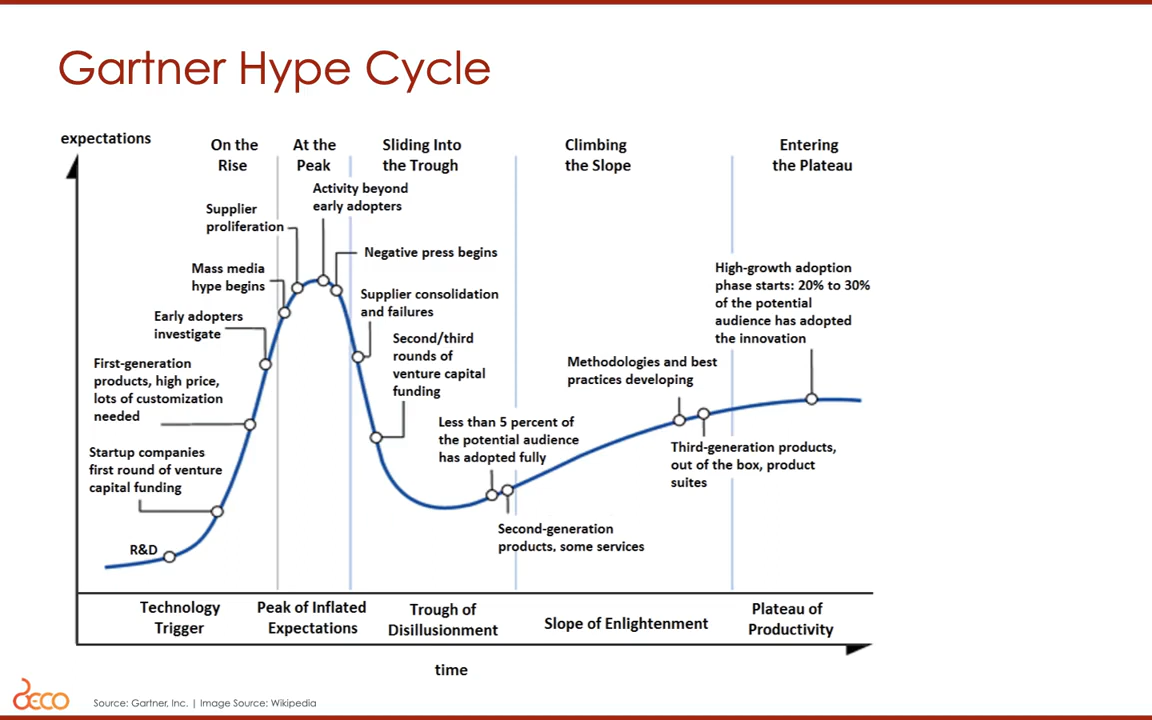 Gartner Hype Cycle
expectations
On the
Rise
At the
Peak
Sliding Into
the Trough
Climbing
the Slope
Entering
the Plateau
Activity beyond
early adopters
Supplier
proliferation
Negative press begins
Mass media
hype begins
High-growth adoption
phase starts: 20% to 30%
of the potential
audience has adopted
the innovation
Supplier consolidation
and failures
Early adopters
investigate
Second/third
rounds of
venture capital
funding
First-generation
products, high price,
lots of customization
needed
Methodologies and best
practices developing
Less than 5 percent of
the potential audience
has adopted fully
Startup companies
first round of venture
capital funding
Third-generation products,
out of the box, product
suites
Second-generation
products, some services
R&D
Technology
Trigger
Peak of Inflated
Expectations
Trough of
Disillusionment
Slope of Enlightenment
Plateau of
Productivity
time
DECO
Source: Gartner, Inc. | Image Source: Wikipedia